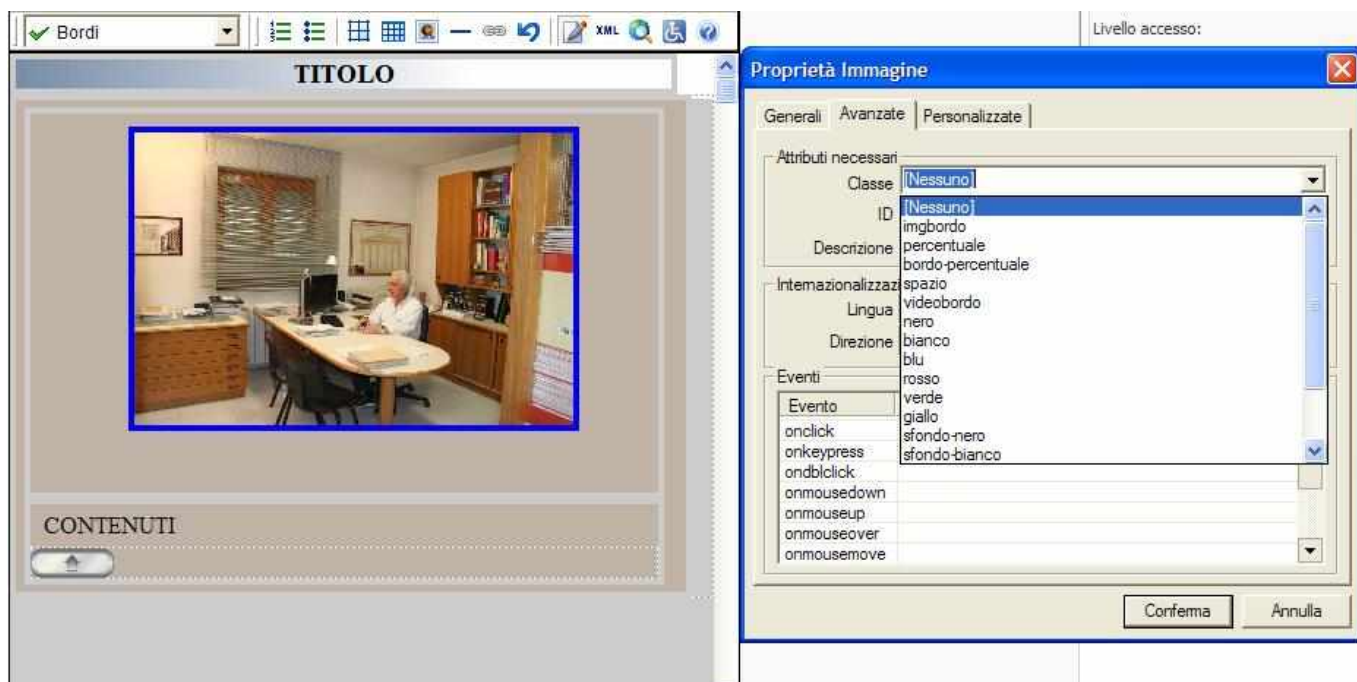 Bordi
XML
Livello accesso:
TITOLO
CONTENUTI
Proprietà Immagine
Generali Avanzate Personalizzate
Attributi necessari
Classe [Nessuno]
ID
Descrizione
[Nessuno]
imgbordo
percentuale
bordo-percentuale
spazio
videobordo
nero
bianco
blu
rosso
verde
giallo
sfondo-nero
sfondo-bianco
Internazionalizzazi
Lingua
Direzione
Eventi
Evento
onclick
onkeypress
ondblclick
onmousedown
onmouseup
onmouseover
onmousemove
Conferma Annulla